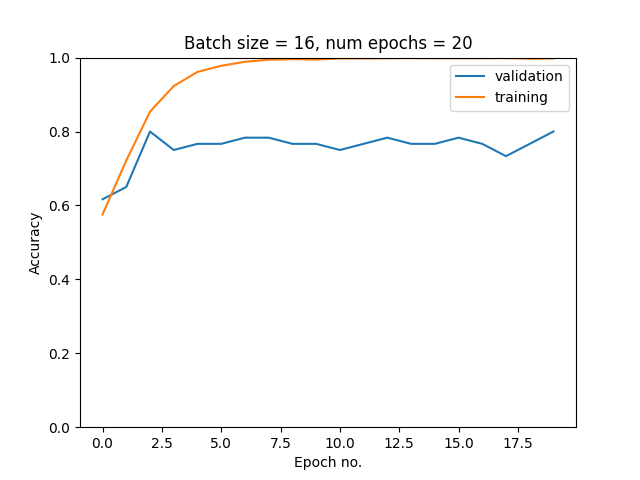 Batch size = 16, num epochs = 20
1.0
0.8
0.6
0.4
0.2
0.0
Accuracy
validation
training
0.0 2.5 5.0 7.5 10.0 12.5 15.0 17.5
Epoch no.